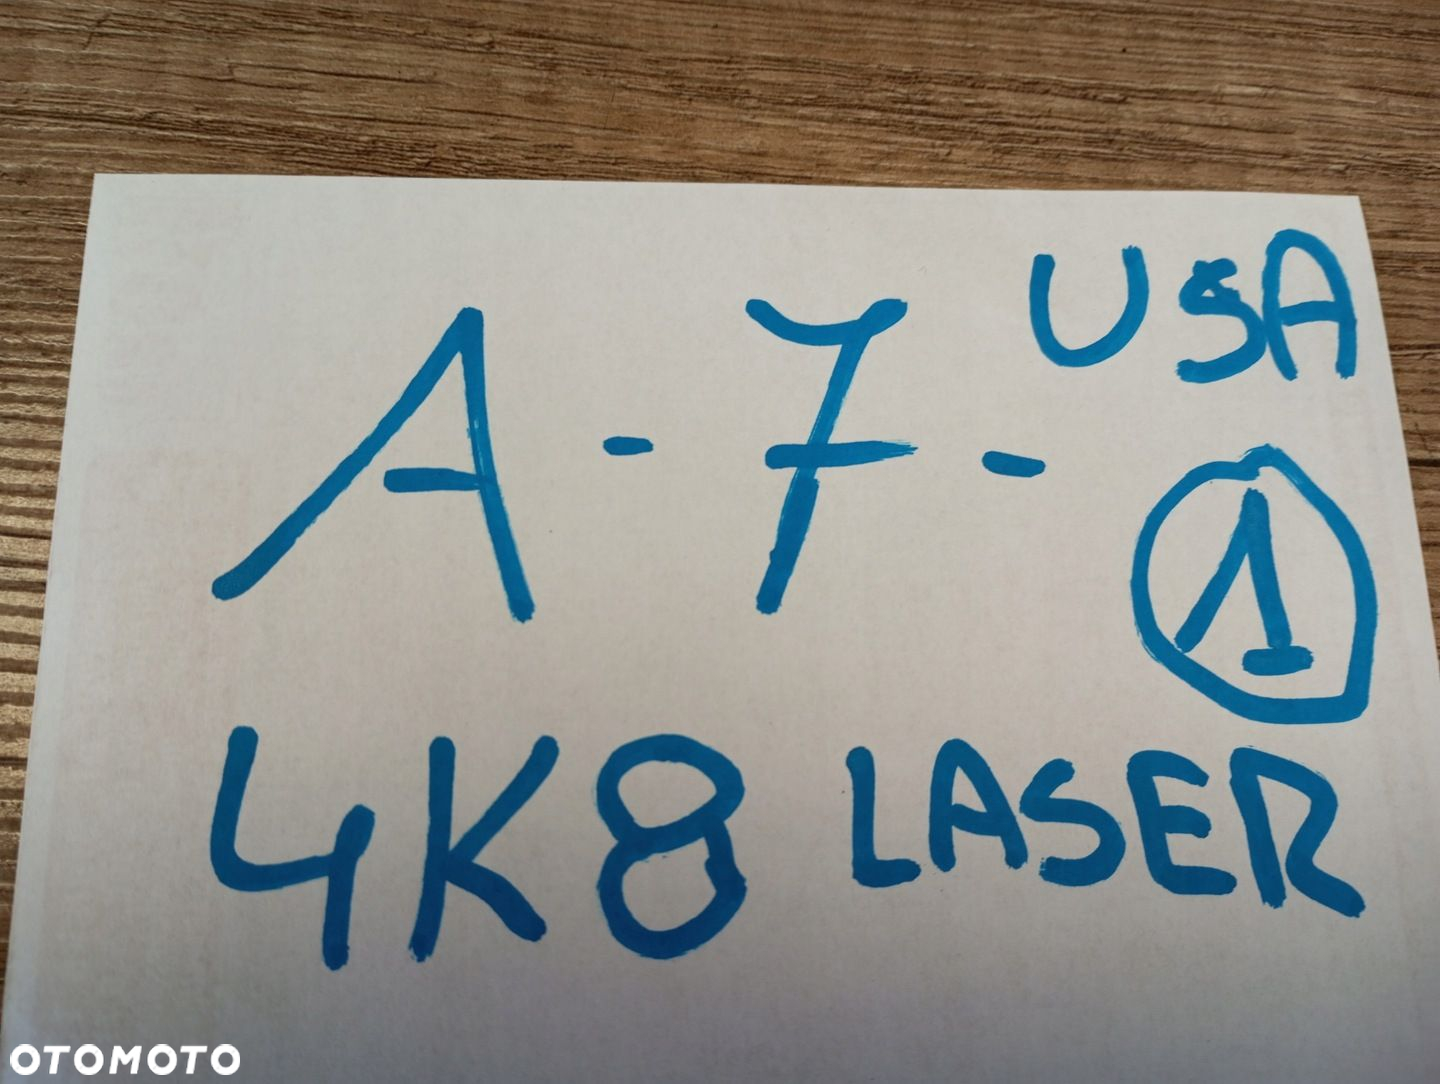 USA
A - 7 - 1
4K8 LASER
OTOMOTO